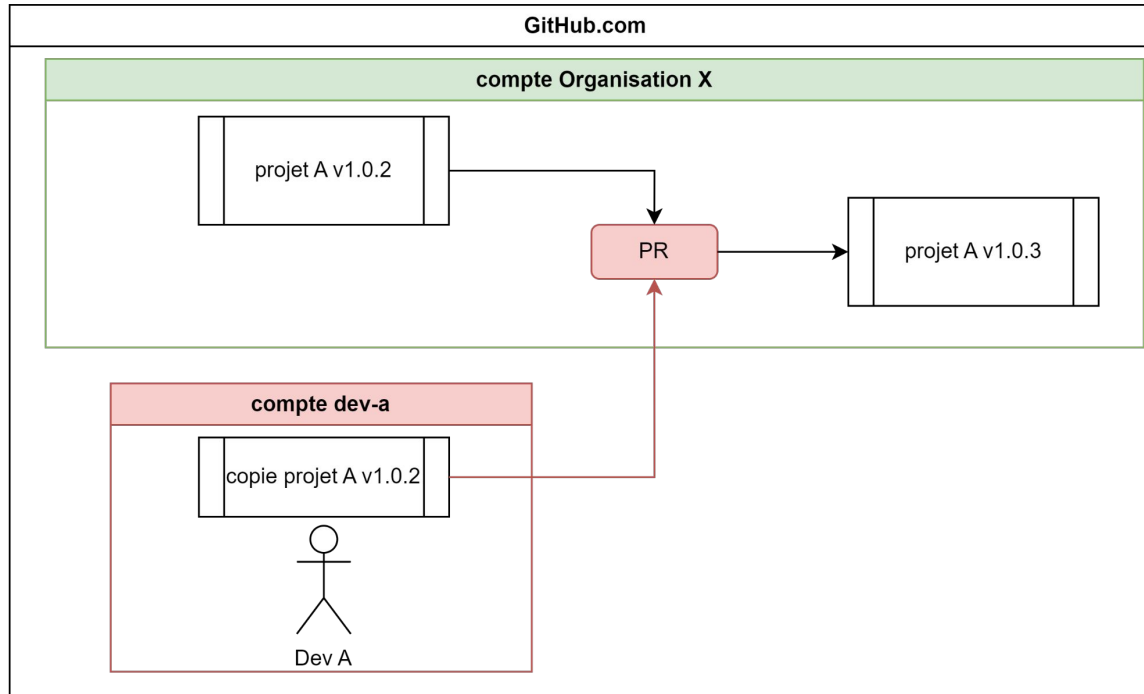 GitHub.com
compte Organisation X
projet A v1.0.2
PR
projet A v1.0.3
compte dev-a
copie projet A v1.0.2
Dev A